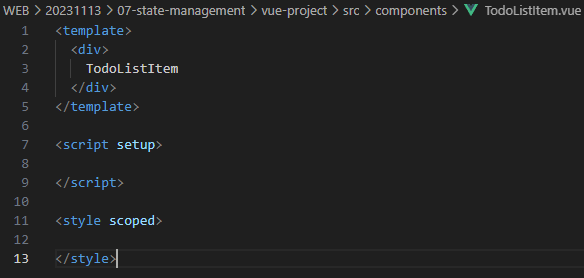 WEB > 20231113 > 07-state-management > vue-project > src > components > TodoListItem.vue
1 <template>
2 <div>
3 TodoListItem
4 </div>
5 </template>
6
7 <script setup>
8
9 </script>
10
11 <style scoped>
12
13 </style>